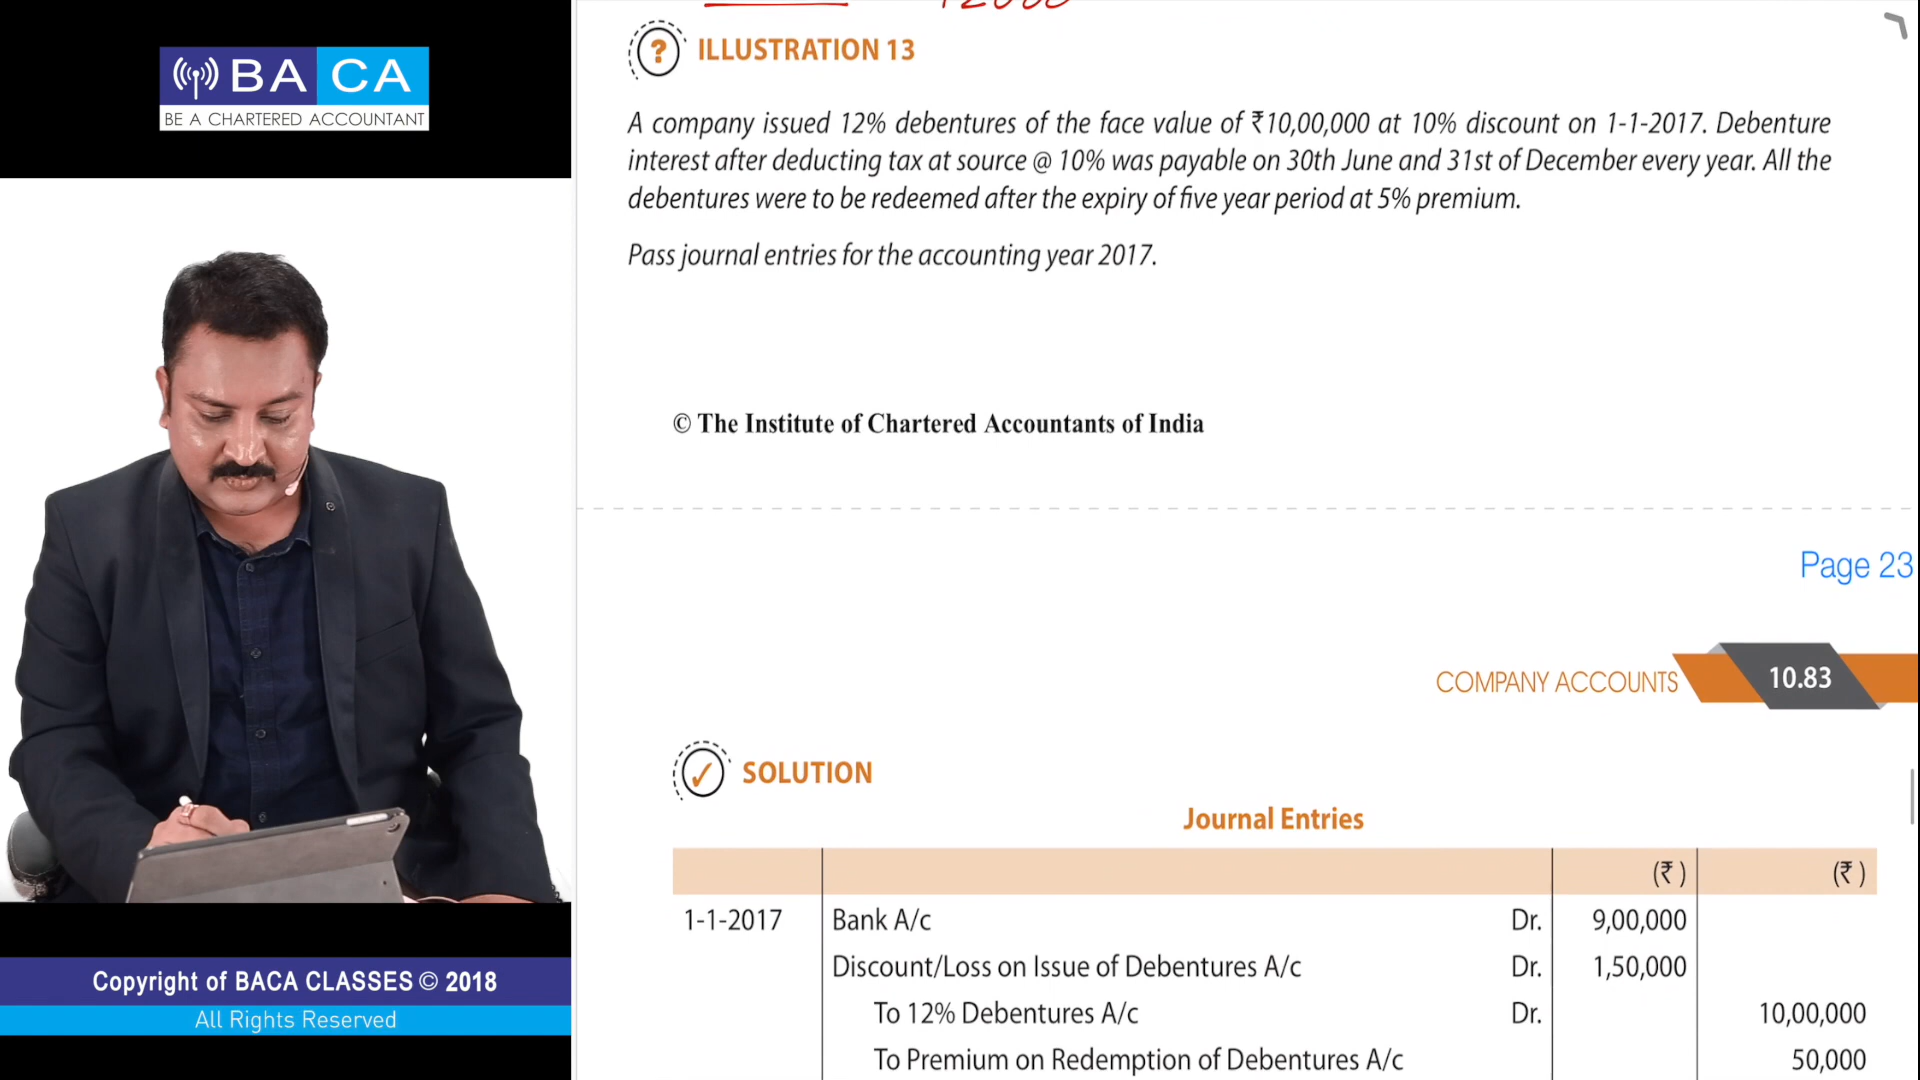 BA CA
BE A CHARTERED ACCOUNTANT
ILLUSTRATION 13
A company issued 12% debentures of the face value of ₹10,00,000 at 10% discount on 1-1-2017. Debenture
interest after deducting tax at source @ 10% was payable on 30th June and 31st of December every year. All the
debentures were to be redeemed after the expiry of five year period at 5% premium.
Pass journal entries for the accounting year 2017.
© The Institute of Chartered Accountants of India
Page 23
COMPANY ACCOUNTS 10.83
SOLUTION
Journal Entries
(₹) (₹)
1-1-2017 Bank A/c Dr. 9,00,000
Discount/Loss on Issue of Debentures A/c Dr. 1,50,000
To 12% Debentures A/c Dr. 10,00,000
To Premium on Redemption of Debentures A/c 50,000
Copyright of BACA CLASSES © 2018
All Rights Reserved